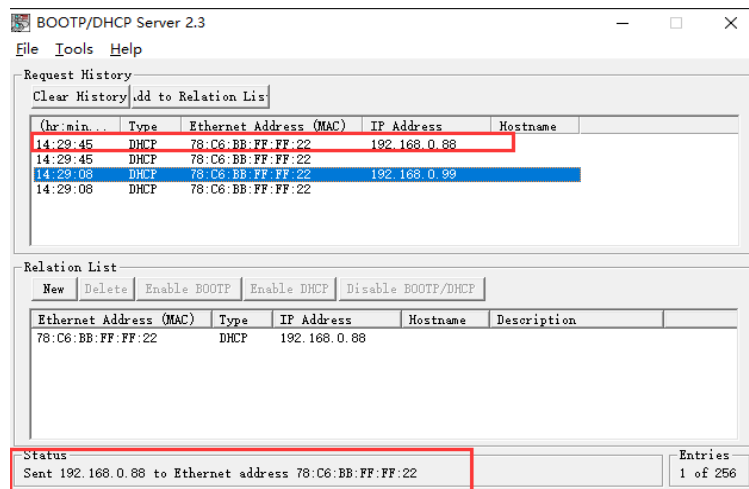 BOOTP/DHCP Server 2.3
File Tools Help
Request History
Clear History dd to Relation Lis
(hr:min... Type Ethernet Address (MAC) IP Address Hostname
14:29:45 DHCP 78:C6:BB:FF:FF:22 192.168.0.88
14:29:45 DHCP 78:C6:BB:FF:FF:22
14:29:08 DHCP 78:C6:BB:FF:FF:22 192.168.0.99
14:29:08 DHCP 78:C6:BB:FF:FF:22
Relation List
New Delete Enable BOOTP Enable DHCP Disable BOOTP/DHCP
Ethernet Address (MAC) Type IP Address Hostname Description
78:C6:BB:FF:FF:22 DHCP 192.168.0.88
Status
Sent 192.168.0.88 to Ethernet address 78:C6:BB:FF:FF:22
Entries
1 of 256